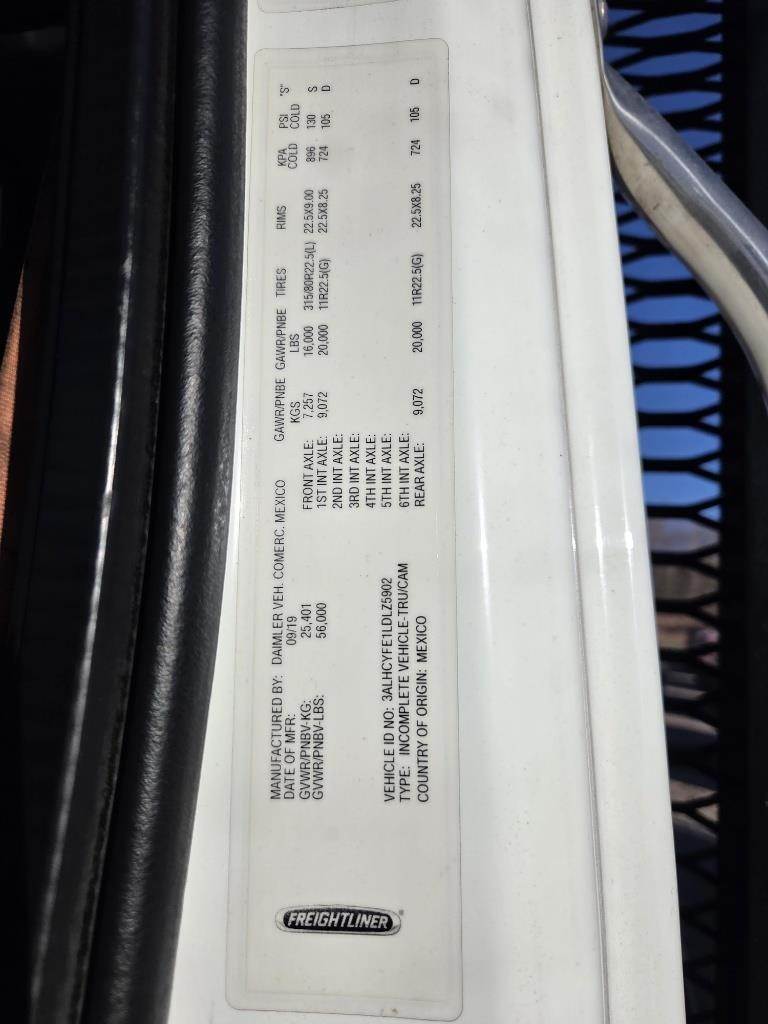 FREIGHTLINER
MANUFACTURED BY: DAIMLER VEH. COMERC. MEXICO
DATE OF MFR: 09/19
GVWR/PNBV-KG: 25,401
GVWR/PNBV-LBS: 56,000
VEHICLE ID NO: 3ALHCYFE1LDLZ5902
TYPE: INCOMPLETE VEHICLE-TRU/CAM
COUNTRY OF ORIGIN: MEXICO
GAWR/PNBE GAWR/PNBE TIRES RIMS KPA PSI "S"
KGS LBS COLD COLD
FRONT AXLE: 7,257 16,000 315/80R22.5(L) 22.5X9.00 896 130 S
1ST INT AXLE: 9,072 20,000 11R22.5(G) 22.5X8.25 724 105 D
2ND INT AXLE:
3RD INT AXLE:
4TH INT AXLE:
5TH INT AXLE:
6TH INT AXLE:
REAR AXLE: 9,072 20,000 11R22.5(G) 22.5X8.25 724 105 D